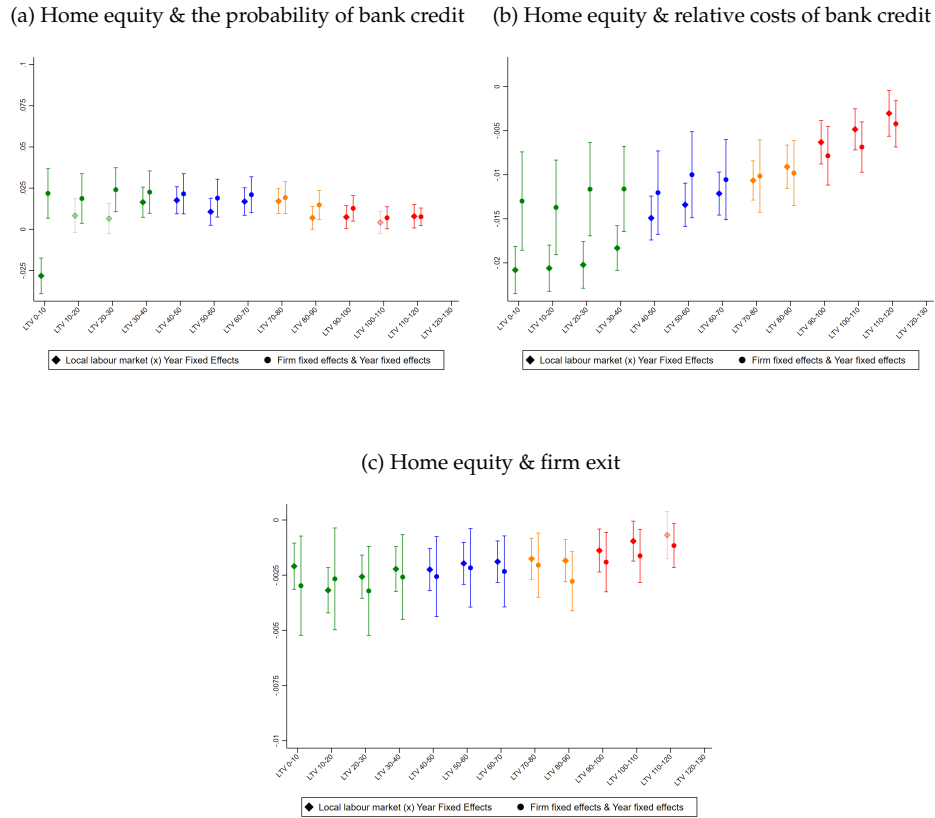 (a) Home equity & the probability of bank credit
(b) Home equity & relative costs of bank credit
.1
.075
.05
.025
0
-.025
LTV 0-10
LTV 10-20
LTV 20-30
LTV 30-40
LTV 40-50
LTV 50-60
LTV 60-70
LTV 70-80
LTV 80-90
LTV 90-100
LTV 100-110
LTV 110-120
LTV 120-130
Local labour market (x) Year Fixed Effects
Firm fixed effects & Year fixed effects
0
-.005
-.01
-.015
-.02
LTV 0-10
LTV 10-20
LTV 20-30
LTV 30-40
LTV 40-50
LTV 50-60
LTV 60-70
LTV 70-80
LTV 80-90
LTV 90-100
LTV 100-110
LTV 110-120
LTV 120-130
Local labour market (x) Year Fixed Effects
Firm fixed effects & Year fixed effects
(c) Home equity & firm exit
0
-.0025
-.005
-.0075
-.01
LTV 0-10
LTV 10-20
LTV 20-30
LTV 30-40
LTV 40-50
LTV 50-60
LTV 60-70
LTV 70-80
LTV 80-90
LTV 90-100
LTV 100-110
LTV 110-120
LTV 120-130
Local labour market (x) Year Fixed Effects
Firm fixed effects & Year fixed effects